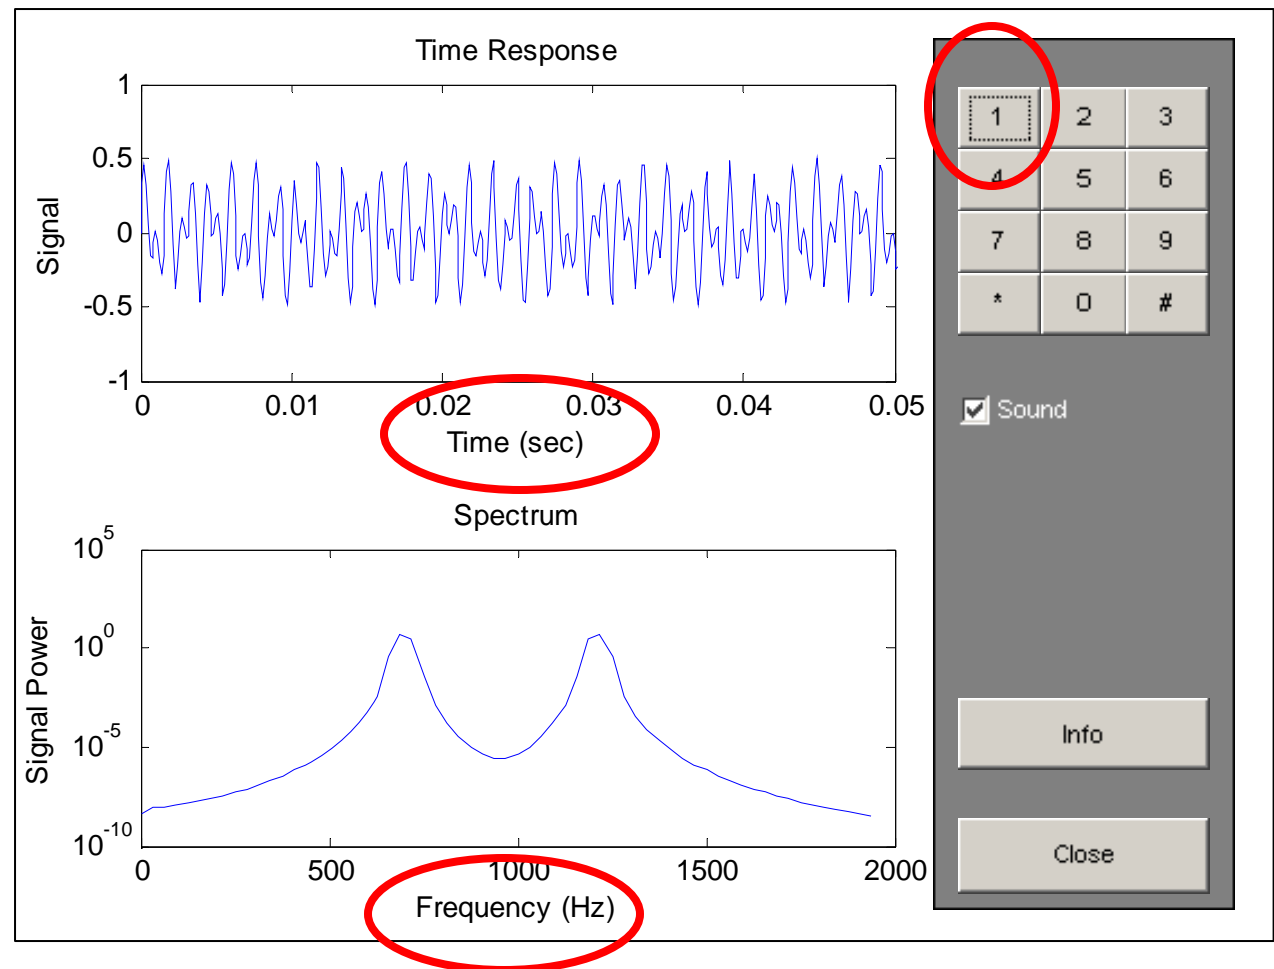 Time Response
1
0.5
0
-0.5
-1
Signal
0 0.01 0.02 0.03 0.04 0.05
Time (sec)
Spectrum
10^5
10^0
10^-5
10^-10
Signal Power
0 500 1000 1500 2000
Frequency (Hz)
1 2 3
4 5 6
7 8 9
* 0 #
Sound
Info
Close